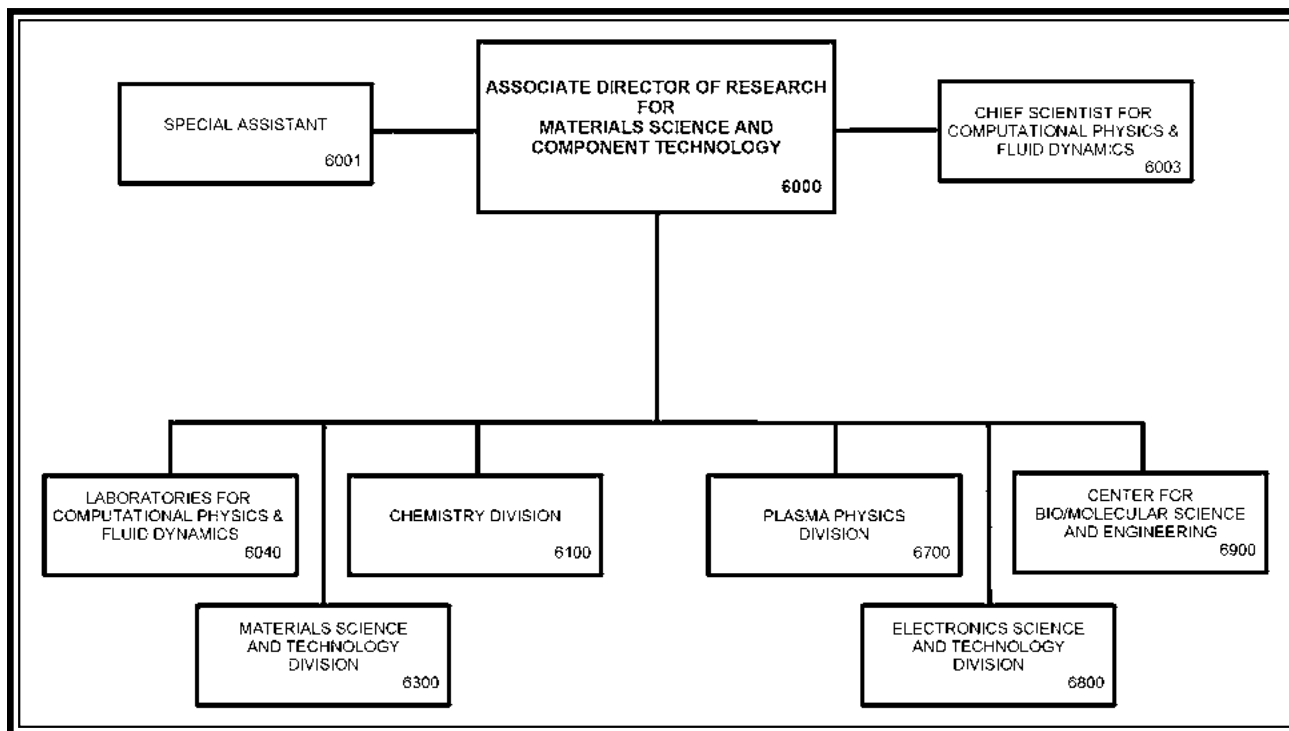 ASSOCIATE DIRECTOR OF RESEARCH
FOR
MATERIALS SCIENCE AND
COMPONENT TECHNOLOGY
6000
SPECIAL ASSISTANT
6001
CHIEF SCIENTIST FOR
COMPUTATIONAL PHYSICS &
FLUID DYNAMICS
6003
LABORATORIES FOR
COMPUTATIONAL PHYSICS &
FLUID DYNAMICS
6040
CHEMISTRY DIVISION
6100
PLASMA PHYSICS
DIVISION
6700
CENTER FOR
BIO/MOLECULAR SCIENCE
AND ENGINEERING
6900
MATERIALS SCIENCE
AND TECHNOLOGY
DIVISION
6300
ELECTRONICS SCIENCE
AND TECHNOLOGY
DIVISION
6800